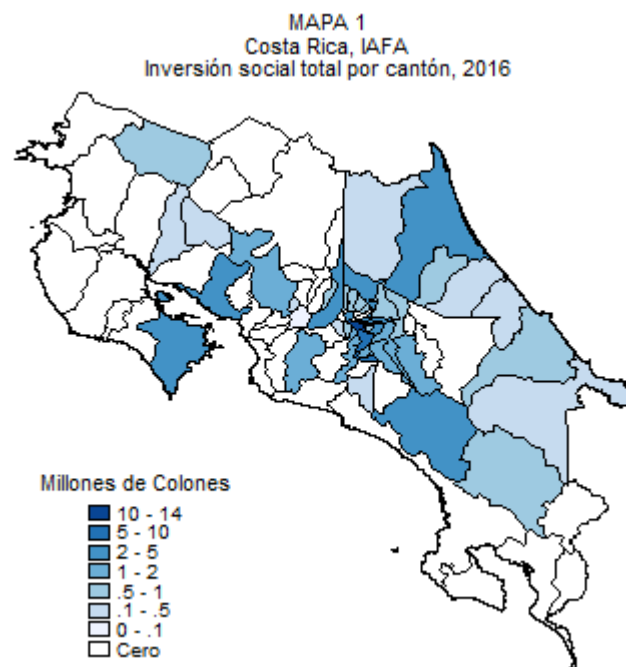 MAPA 1
Costa Rica, IAFA
Inversión social total por cantón, 2016
Millones de Colones
10 - 14
5 - 10
2 - 5
1 - 2
.5 - 1
.1 - .5
0 - .1
Cero